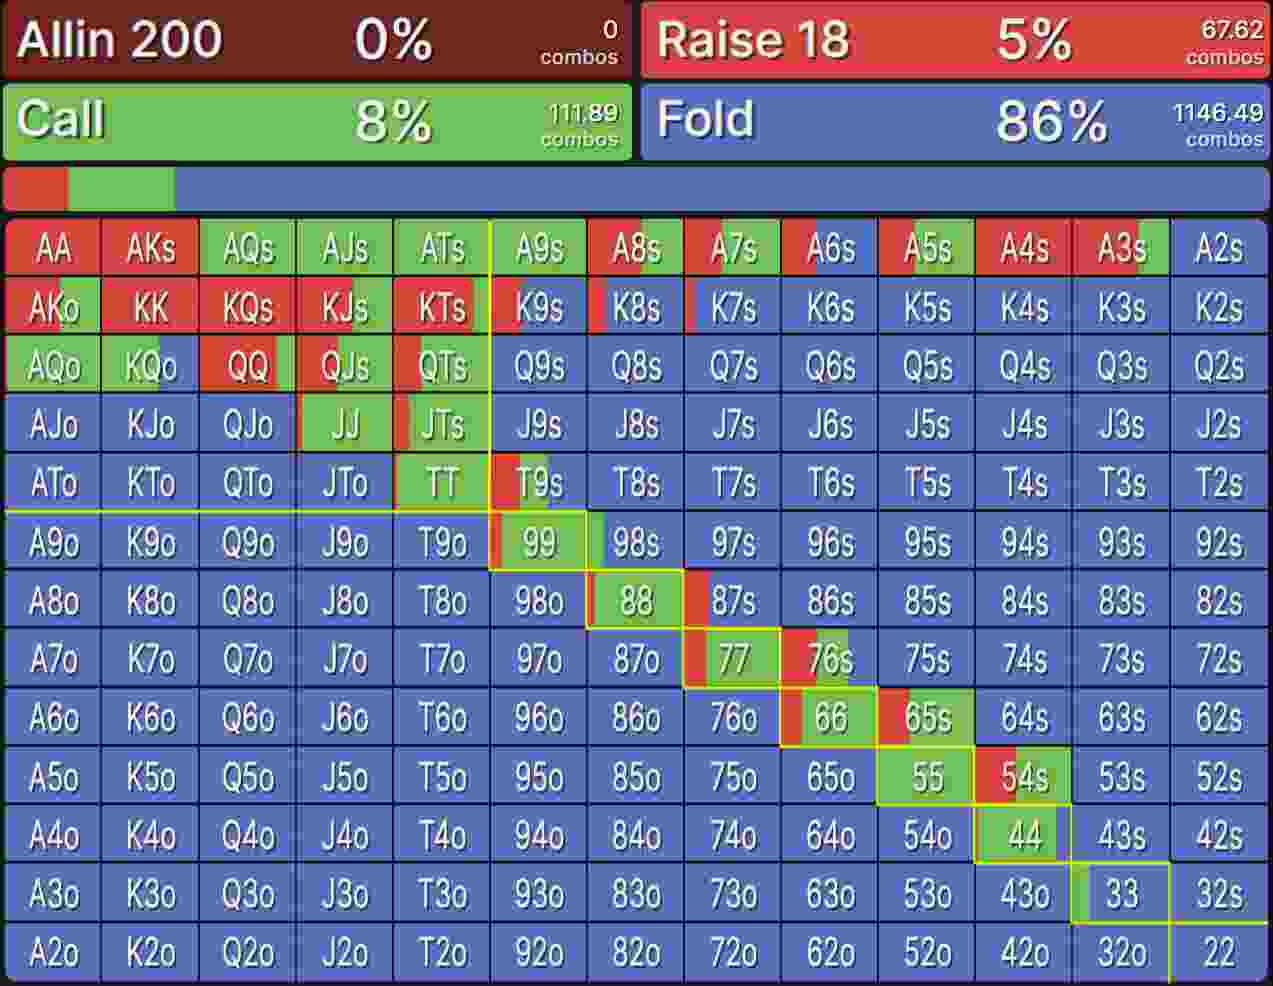 Allin 200 0% 0 combos Raise 18 5% 67.62 combos
Call 8% 111.89 combos Fold 86% 1146.49 combos
AA AKs AQs AJs ATs A9s A8s A7s A6s A5s A4s A3s A2s
AKo KK KQs KJs KTs K9s K8s K7s K6s K5s K4s K3s K2s
AQo KQo QQ QJs QTs Q9s Q8s Q7s Q6s Q5s Q4s Q3s Q2s
AJo KJo QJo JJ JTs J9s J8s J7s J6s J5s J4s J3s J2s
ATo KTo QTo JTo TT T9s T8s T7s T6s T5s T4s T3s T2s
A9o K9o Q9o J9o T9o 99 98s 97s 96s 95s 94s 93s 92s
A8o K8o Q8o J8o T8o 98o 88 87s 86s 85s 84s 83s 82s
A7o K7o Q7o J7o T7o 97o 87o 77 76s 75s 74s 73s 72s
A6o K6o Q6o J6o T6o 96o 86o 76o 66 65s 64s 63s 62s
A5o K5o Q5o J5o T5o 95o 85o 75o 65o 55 54s 53s 52s
A4o K4o Q4o J4o T4o 94o 84o 74o 64o 54o 44 43s 42s
A3o K3o Q3o J3o T3o 93o 83o 73o 63o 53o 43o 33 32s
A2o K2o Q2o J2o T2o 92o 82o 72o 62o 52o 42o 32o 22